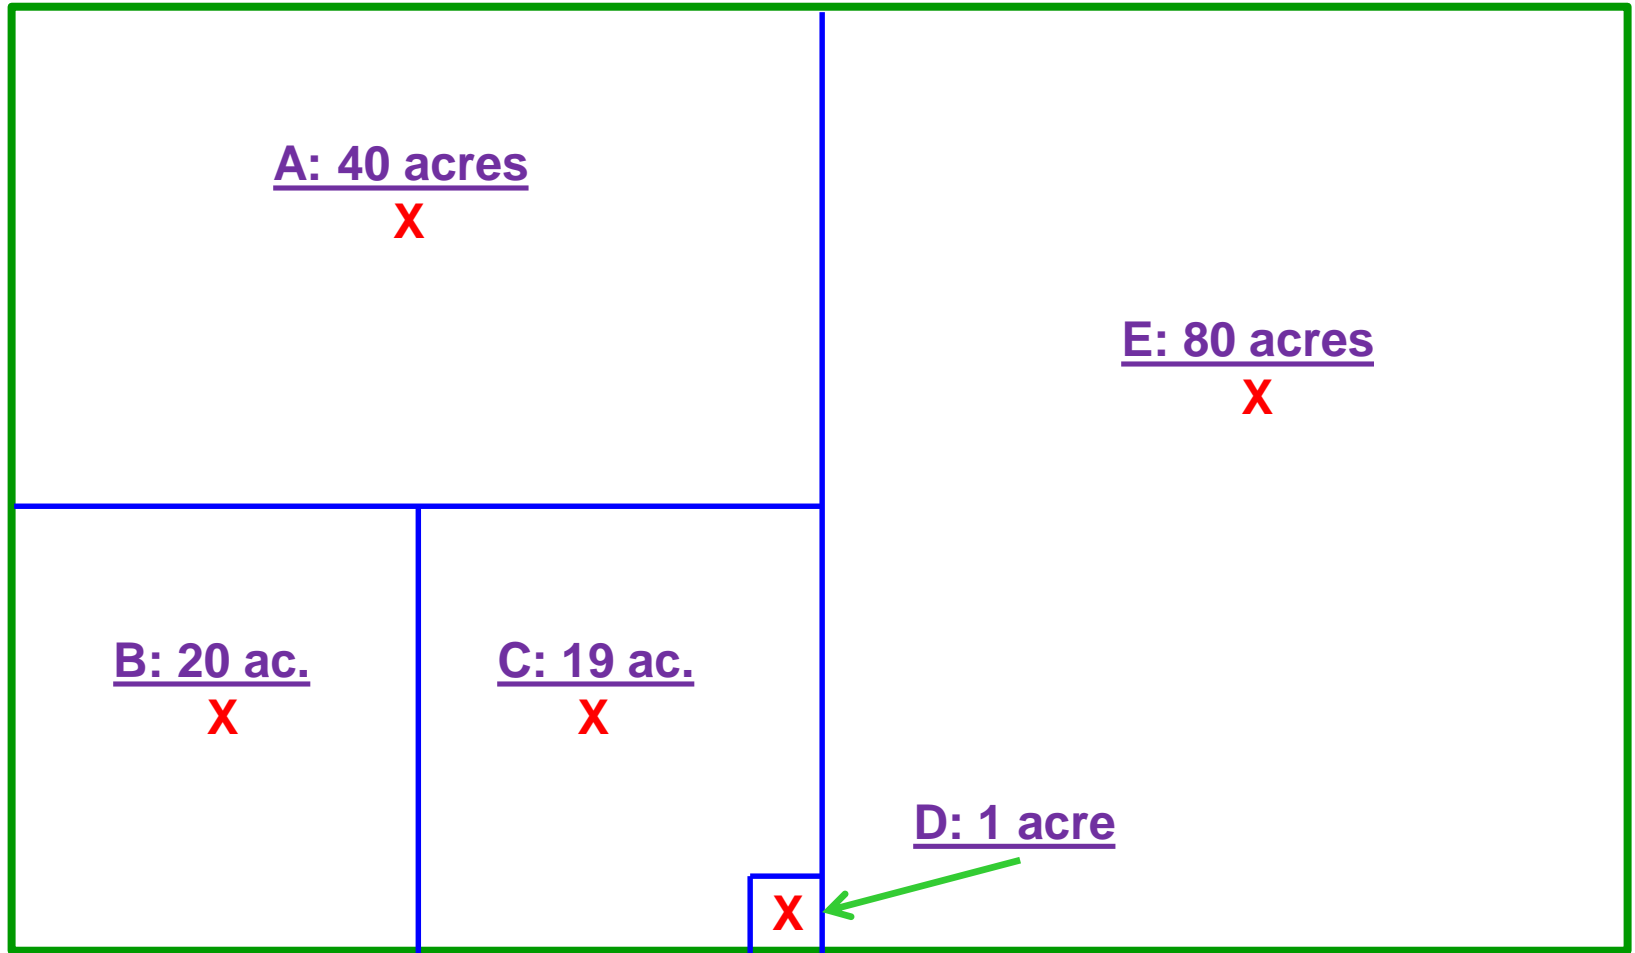 A: 40 acres
X
E: 80 acres
X
B: 20 ac.
X
C: 19 ac.
X
D: 1 acre
X